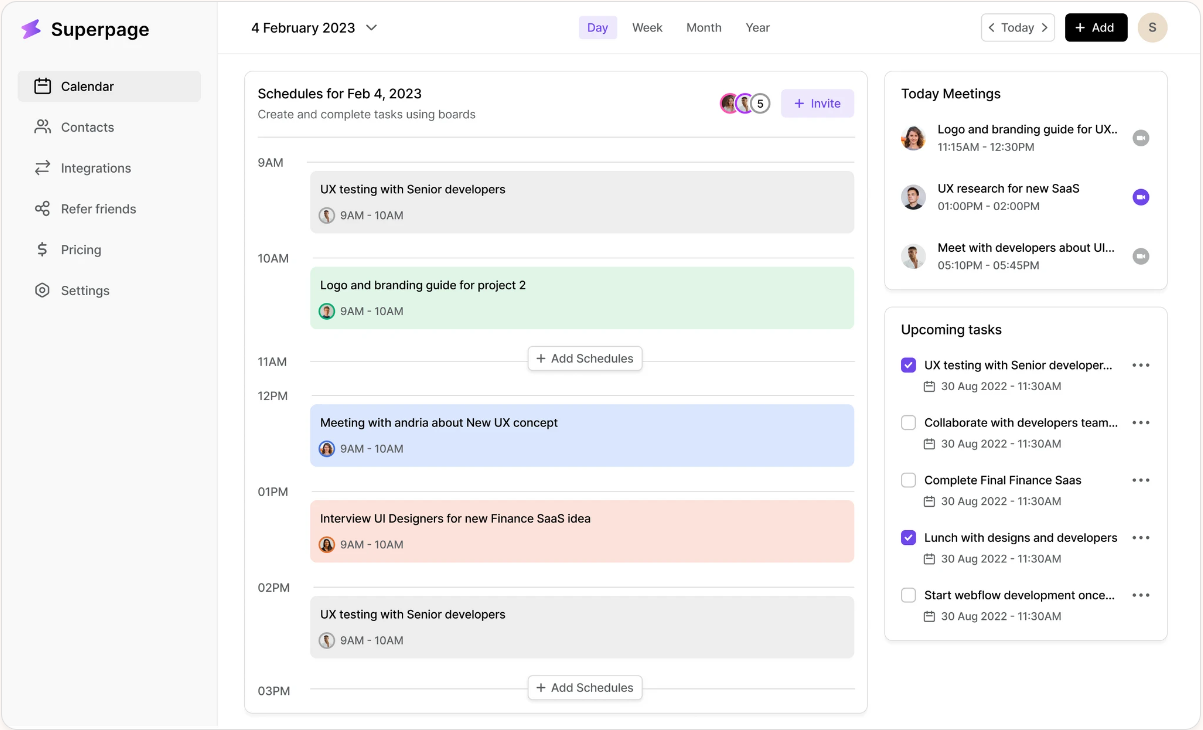 Superpage
Calendar
Contacts
Integrations
Refer friends
Pricing
Settings
4 February 2023
Day Week Month Year
Today
+ Add
S
Schedules for Feb 4, 2023
Create and complete tasks using boards
5
+ Invite
9AM
UX testing with Senior developers
9AM - 10AM
10AM
Logo and branding guide for project 2
9AM - 10AM
11AM
+ Add Schedules
12PM
Meeting with andria about New UX concept
9AM - 10AM
01PM
Interview UI Designers for new Finance SaaS idea
9AM - 10AM
02PM
UX testing with Senior developers
9AM - 10AM
03PM
+ Add Schedules
Today Meetings
Logo and branding guide for UX..
11:15AM - 12:30PM
UX research for new SaaS
01:00PM - 02:00PM
Meet with developers about UI...
05:10PM - 05:45PM
Upcoming tasks
UX testing with Senior developer...
30 Aug 2022 - 11:30AM
Collaborate with developers team...
30 Aug 2022 - 11:30AM
Complete Final Finance Saas
30 Aug 2022 - 11:30AM
Lunch with designs and developers
30 Aug 2022 - 11:30AM
Start webflow development once...
30 Aug 2022 - 11:30AM